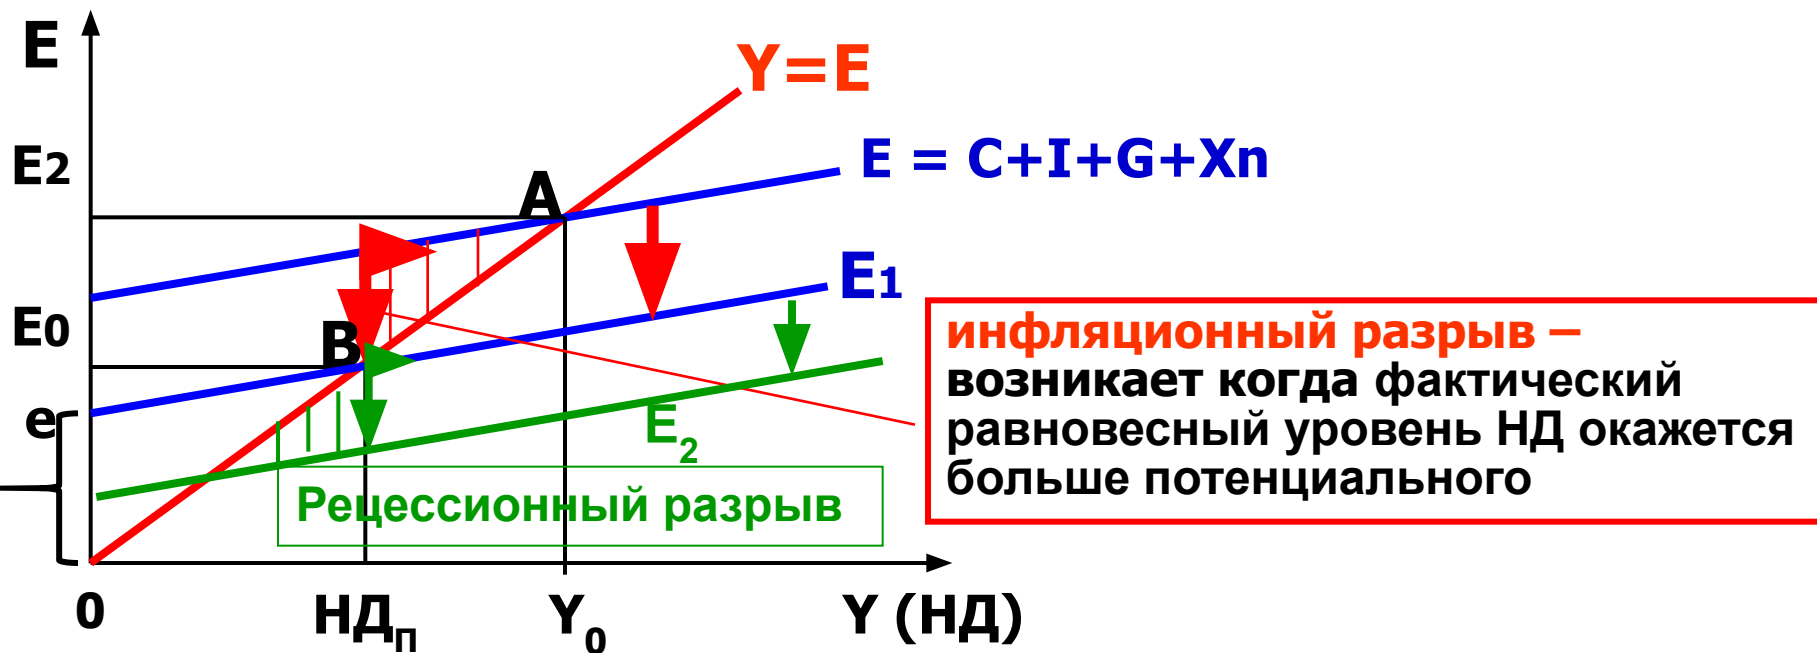 E
Y=E
E2
E = C+I+G+Xn
A
E1
E0
B
инфляционный разрыв –
возникает когда фактический
равновесный уровень НД окажется
больше потенциального
e
E2
Рецессионный разрыв
0
НДп
Y0
Y (НД)